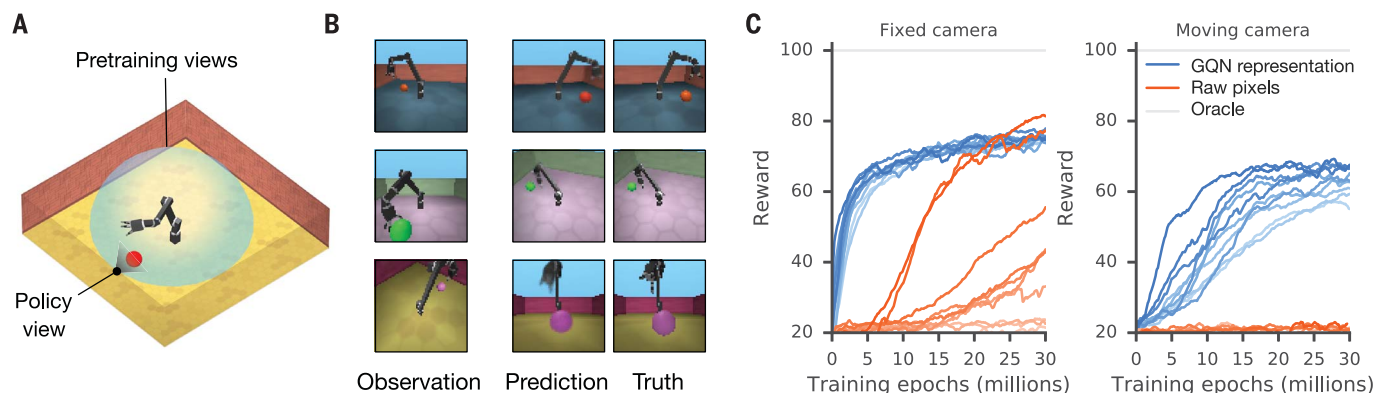 A
Pretraining views
Policy
view
B
Observation
Prediction
Truth
C
Fixed camera
100
80
60
40
20
Reward
0
5
10
15
20
25
30
Training epochs (millions)
Moving camera
100
80
60
40
20
Reward
GQN representation
Raw pixels
Oracle
0
5
10
15
20
25
30
Training epochs (millions)